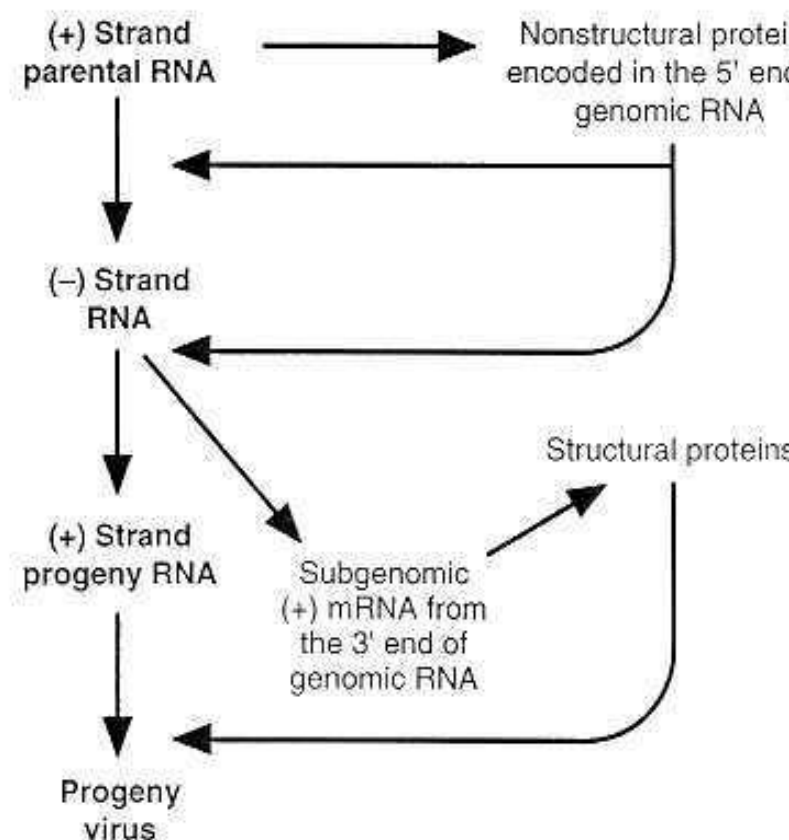 (+) Strand
parental RNA
Nonstructural protei
encoded in the 5' en
genomic RNA
(–) Strand
RNA
Structural proteins
(+) Strand
progeny RNA
Subgenomic
(+) mRNA from
the 3' end of
genomic RNA
Progeny
virus